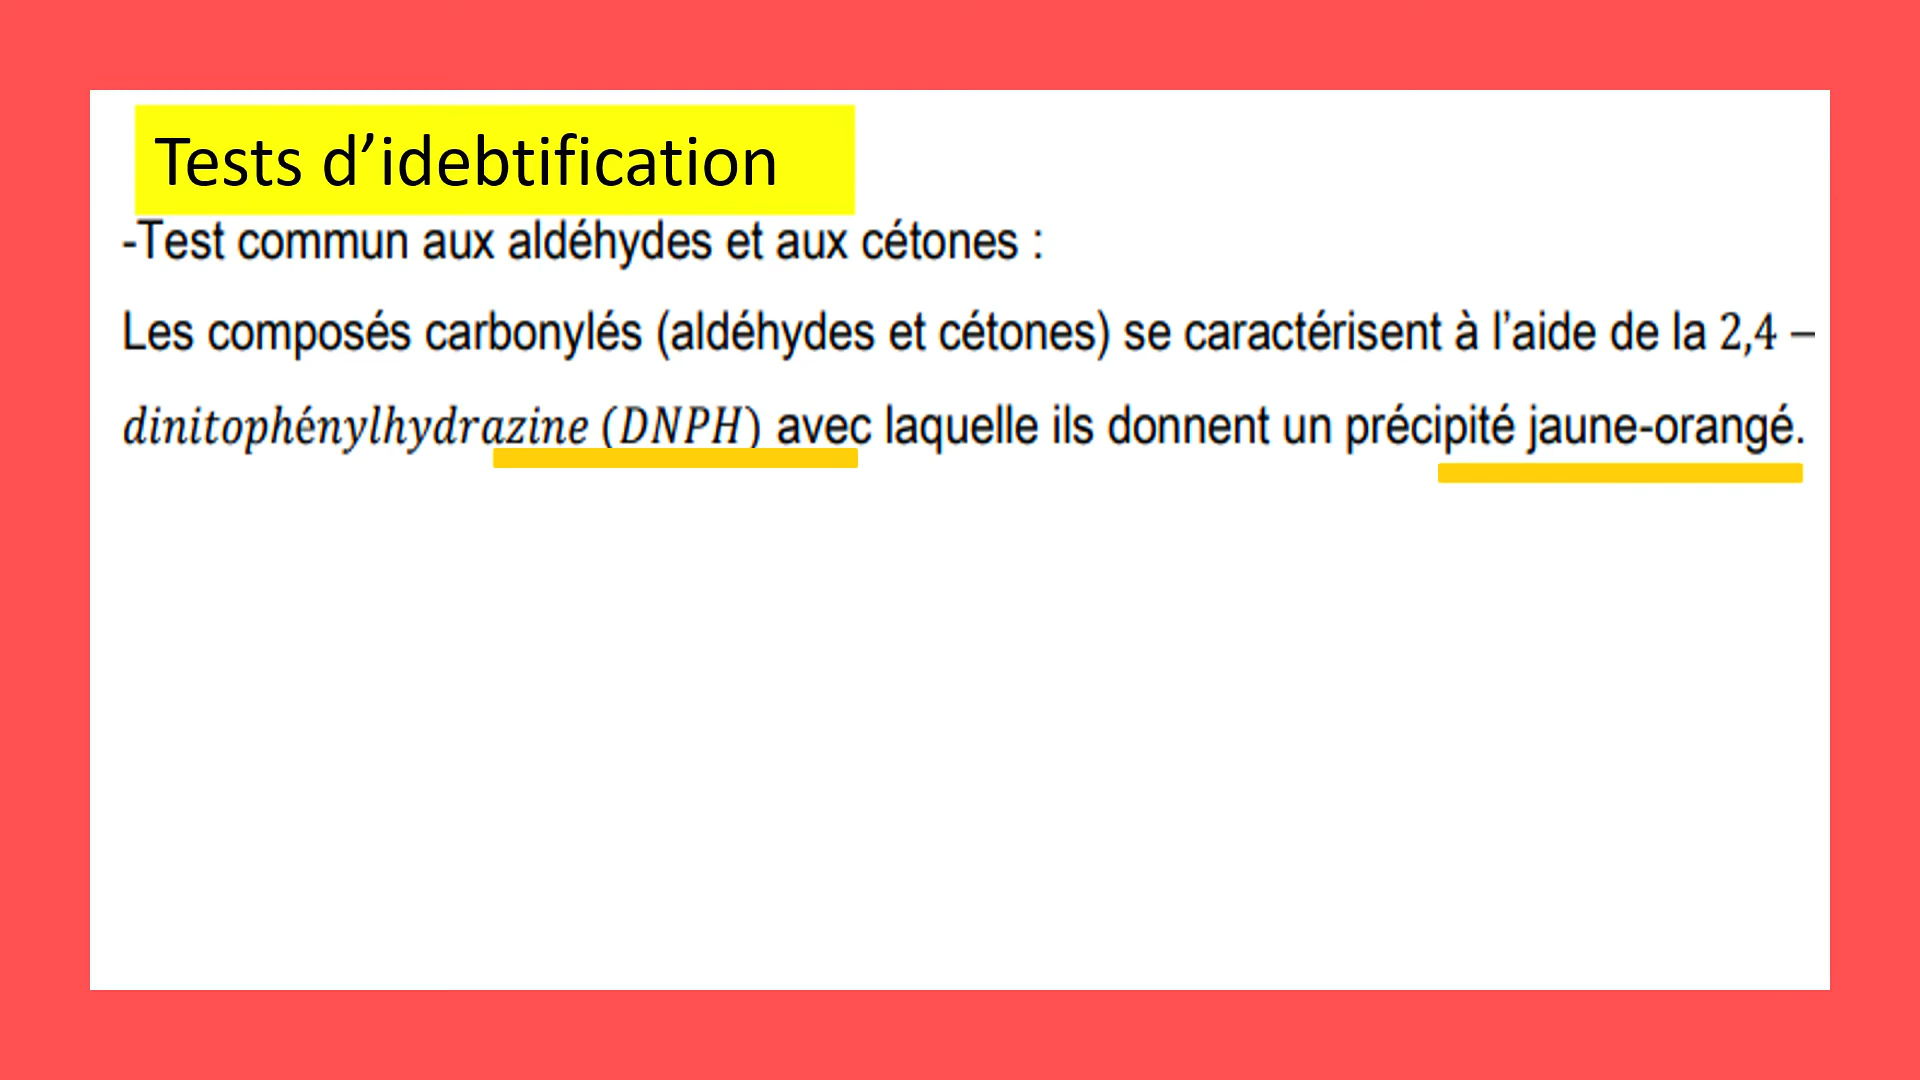 Tests d’idebtification
-Test commun aux aldéhydes et aux cétones :
Les composés carbonylés (aldéhydes et cétones) se caractérisent à l’aide de la 2,4 –
dinitophénylhydrazine (DNPH) avec laquelle ils donnent un précipité jaune-orangé.